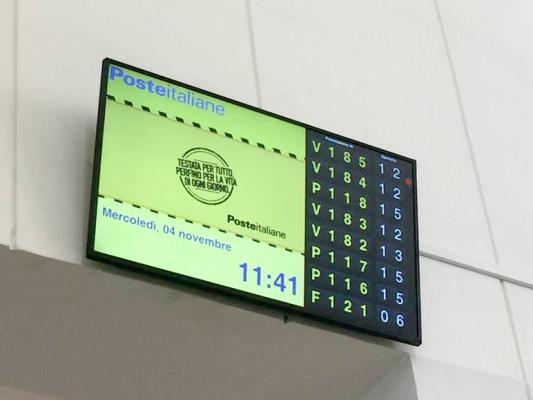 Posteitaliane
TESTATA PER TUTTO,
PERFINO PER LA VITA
DI OGNI GIORNO.
Posteitaliane
Mercoledì, 04 novembre
11:41
V185 12
V184 12
P118 15
V183 12
V182 13
P117 15
P116 15
F121 06